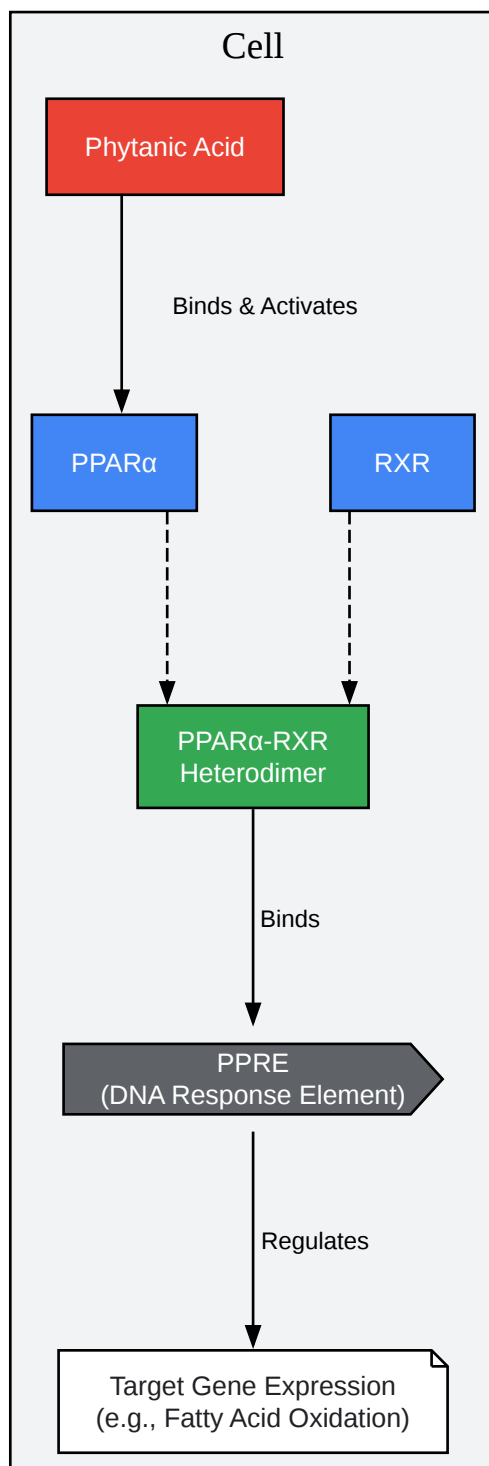 Cell
Phytanic Acid
Binds & Activates
PPARα
RXR
PPARα-RXR
Heterodimer
Binds
PPRE
(DNA Response Element)
Regulates
Target Gene Expression
(e.g., Fatty Acid Oxidation)